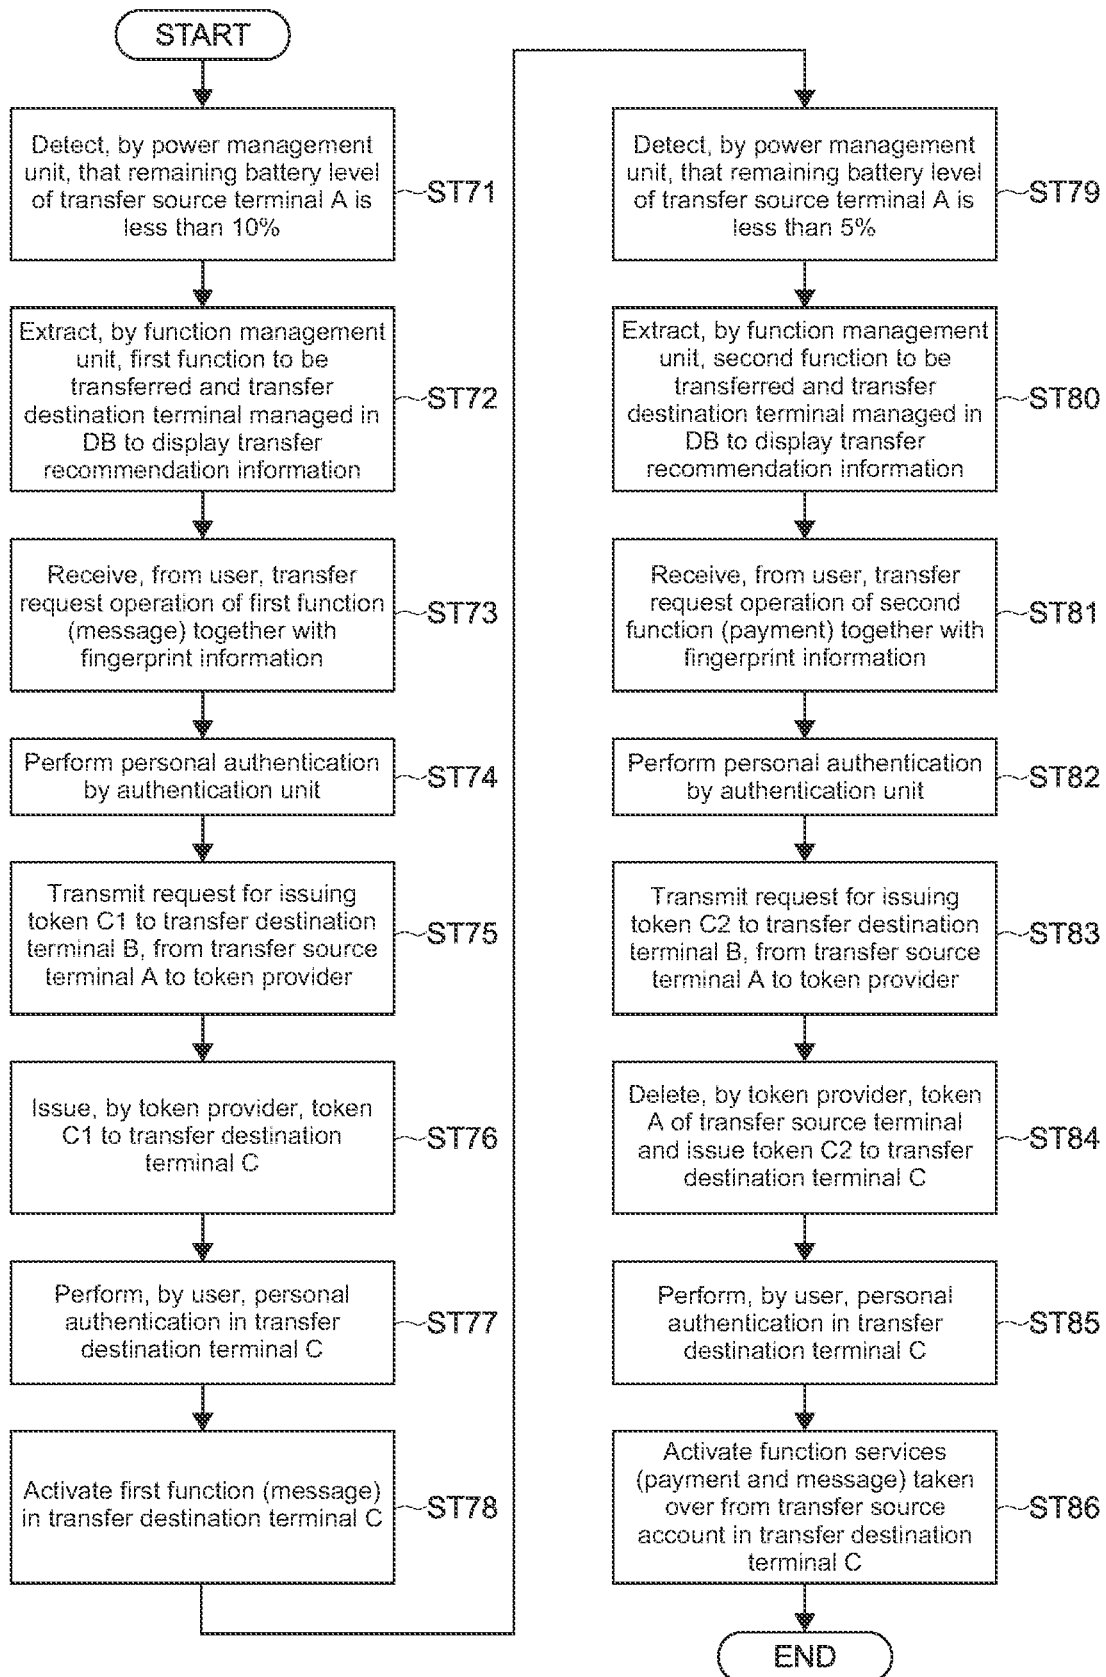 START
Detect, by power management
unit, that remaining battery level
of transfer source terminal A is
less than 10%
ST71
Extract, by function management
unit, first function to be
transferred and transfer
destination terminal managed in
DB to display transfer
recommendation information
ST72
Receive, from user, transfer
request operation of first function
(message) together with
fingerprint information
ST73
Perform personal authentication
by authentication unit
ST74
Transmit request for issuing
token C1 to transfer destination
terminal B, from transfer source
terminal A to token provider
ST75
Issue, by token provider, token
C1 to transfer destination
terminal C
ST76
Perform, by user, personal
authentication in transfer
destination terminal C
ST77
Activate first function (message)
in transfer destination terminal C
ST78
Detect, by power management
unit, that remaining battery level
of transfer source terminal A is
less than 5%
ST79
Extract, by function management
unit, second function to be
transferred and transfer
destination terminal managed in
DB to display transfer
recommendation information
ST80
Receive, from user, transfer
request operation of second
function (payment) together with
fingerprint information
ST81
Perform personal authentication
by authentication unit
ST82
Transmit request for issuing
token C2 to transfer destination
terminal B, from transfer source
terminal A to token provider
ST83
Delete, by token provider, token
A of transfer source terminal
and issue token C2 to transfer
destination terminal C
ST84
Perform, by user, personal
authentication in transfer
destination terminal C
ST85
Activate function services
(payment and message) taken
over from transfer source
account in transfer destination
terminal C
ST86
END